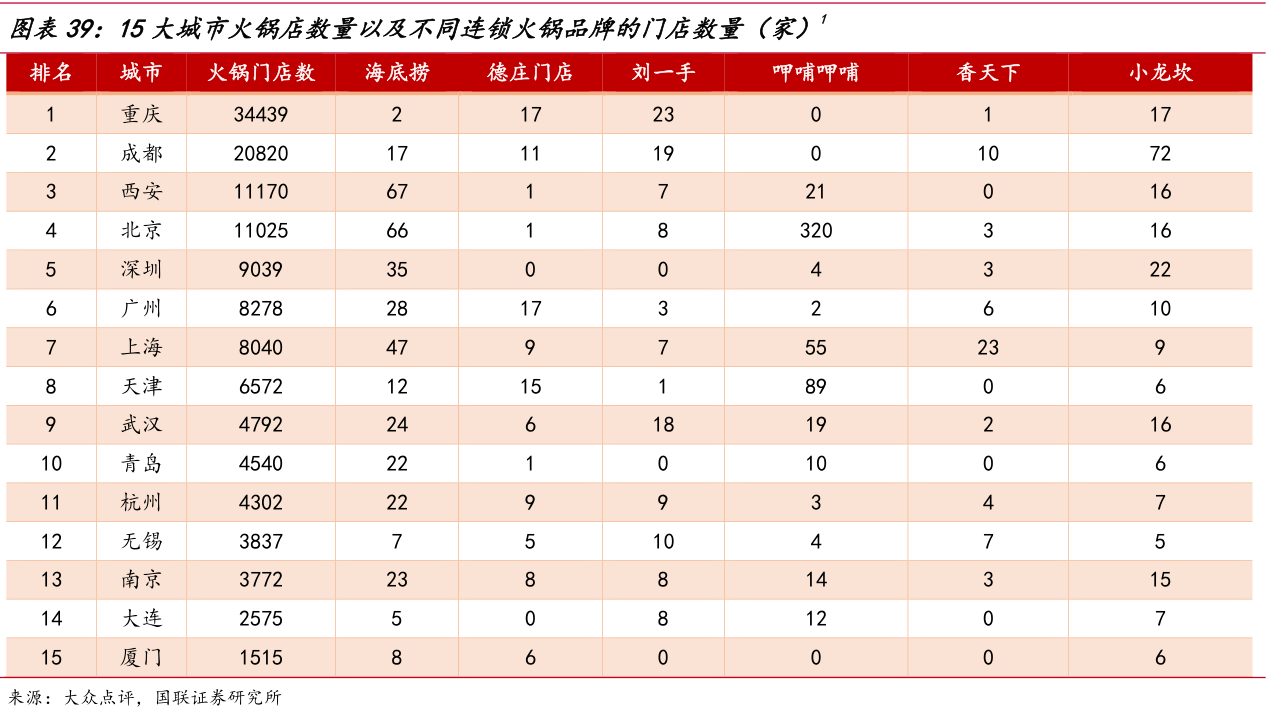 图表 39：15 大城市火锅店数量以及不同连锁火锅品牌的门店数量（家）1
排名 城市 火锅门店数 海底捞 德庄门店 刘一手 呷哺呷哺 香天下 小龙坎
1 重庆 34439 2 17 23 0 1 17
2 成都 20820 17 11 19 0 10 72
3 西安 11170 67 1 7 21 0 16
4 北京 11025 66 1 8 320 3 16
5 深圳 9039 35 0 0 4 3 22
6 广州 8278 28 17 3 2 6 10
7 上海 8040 47 9 7 55 23 9
8 天津 6572 12 15 1 89 0 6
9 武汉 4792 24 6 18 19 2 16
10 青岛 4540 22 1 0 10 0 6
11 杭州 4302 22 9 9 3 4 7
12 无锡 3837 7 5 10 4 7 5
13 南京 3772 23 8 8 14 3 15
14 大连 2575 5 0 8 12 0 7
15 厦门 1515 8 6 0 0 0 6
来源：大众点评，国联证券研究所